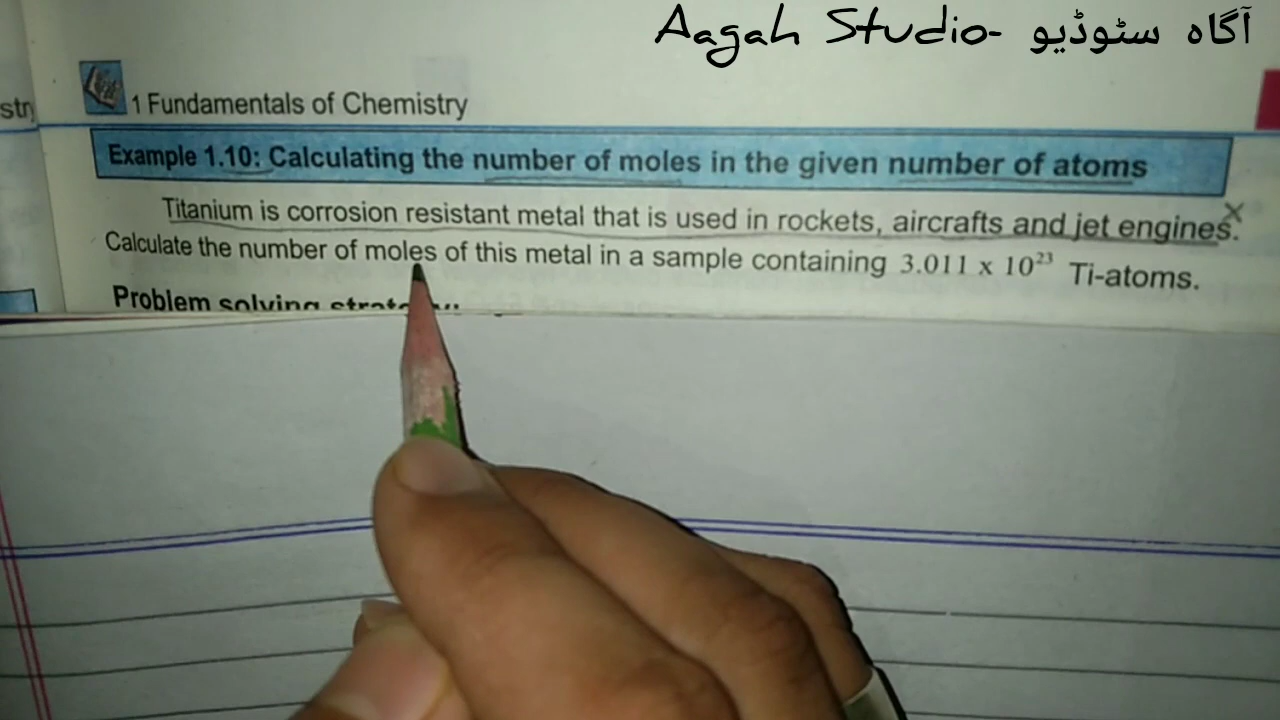 Aagah Studio- آگاہ سٹوڈیو
1 Fundamentals of Chemistry
Example 1.10: Calculating the number of moles in the given number of atoms
Titanium is corrosion resistant metal that is used in rockets, aircrafts and jet engines.
Calculate the number of moles of this metal in a sample containing 3.011 x 10²³ Ti-atoms.
Problem solving strategy: